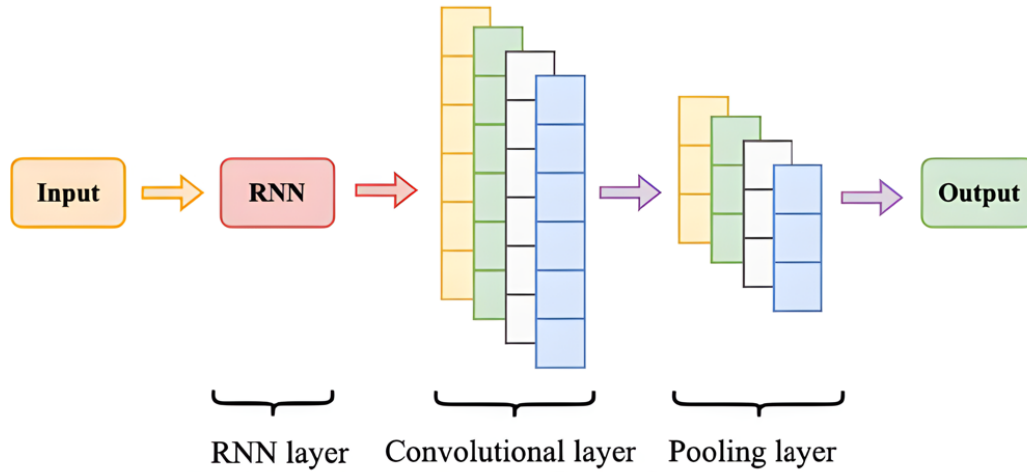 Input
RNN
Output
RNN layer
Convolutional layer
Pooling layer